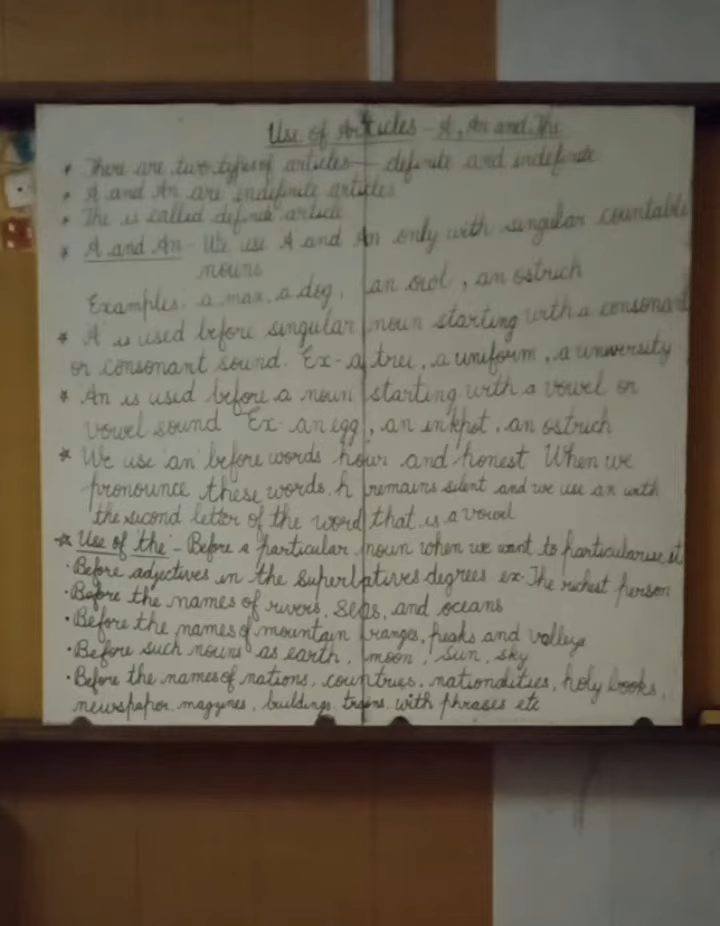 Use of Articles - A, An and The
• There are two types of articles - definite and indefinite
• A and An are indefinite articles
• The is called definite article
* A and An - We use A and An only with singular countable
nouns
Examples: a man, a dog, an owl, an ostrich
* 'A' is used before singular noun starting with a consonant
or consonant sound. Ex - a tree, a uniform, a university
* An is used before a noun starting with a vowel or
vowel sound Ex - an egg, an inkpot, an ostrich
* We use 'an' before words hour and honest When we
pronounce these words, h remains silent and we use an with
the second letter of the word that is a vowel
* Use of 'the' - Before a particular noun when we want to particularise it
• Before adjectives in the superlatives degrees ex- The richest person
• Before the names of rivers, seas, and oceans
• Before the names of mountain ranges, peaks and valleys
• Before such nouns as earth, moon, sun, sky
• Before the names of nations, countries, nationalities, holy books,
newspaper, magzines, buildings, trains, with phrases etc